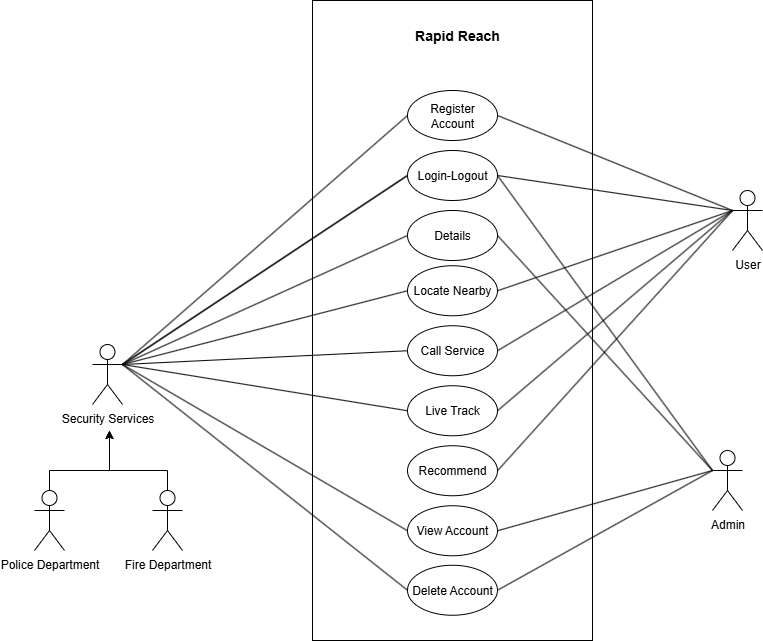 Rapid Reach
Register
Account
Login-Logout
Details
Locate Nearby
User
Call Service
Security Services
Live Track
Recommend
View Account
Admin
Police Department
Fire Department
Delete Account